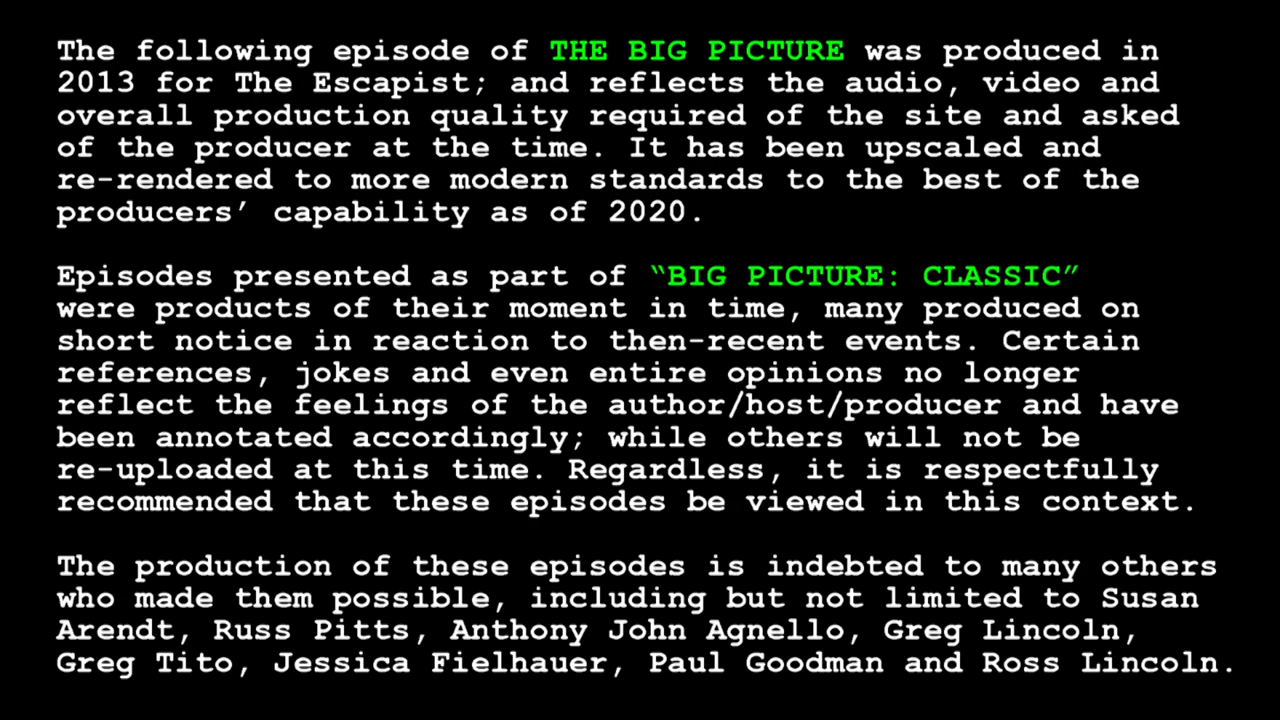 The following episode of THE BIG PICTURE was produced in
2013 for The Escapist; and reflects the audio, video and
overall production quality required of the site and asked
of the producer at the time. It has been upscaled and
re-rendered to more modern standards to the best of the
producers’ capability as of 2020.
Episodes presented as part of “BIG PICTURE: CLASSIC”
were products of their moment in time, many produced on
short notice in reaction to then-recent events. Certain
references, jokes and even entire opinions no longer
reflect the feelings of the author/host/producer and have
been annotated accordingly; while others will not be
re-uploaded at this time. Regardless, it is respectfully
recommended that these episodes be viewed in this context.
The production of these episodes is indebted to many others
who made them possible, including but not limited to Susan
Arendt, Russ Pitts, Anthony John Agnello, Greg Lincoln,
Greg Tito, Jessica Fielhauer, Paul Goodman and Ross Lincoln.